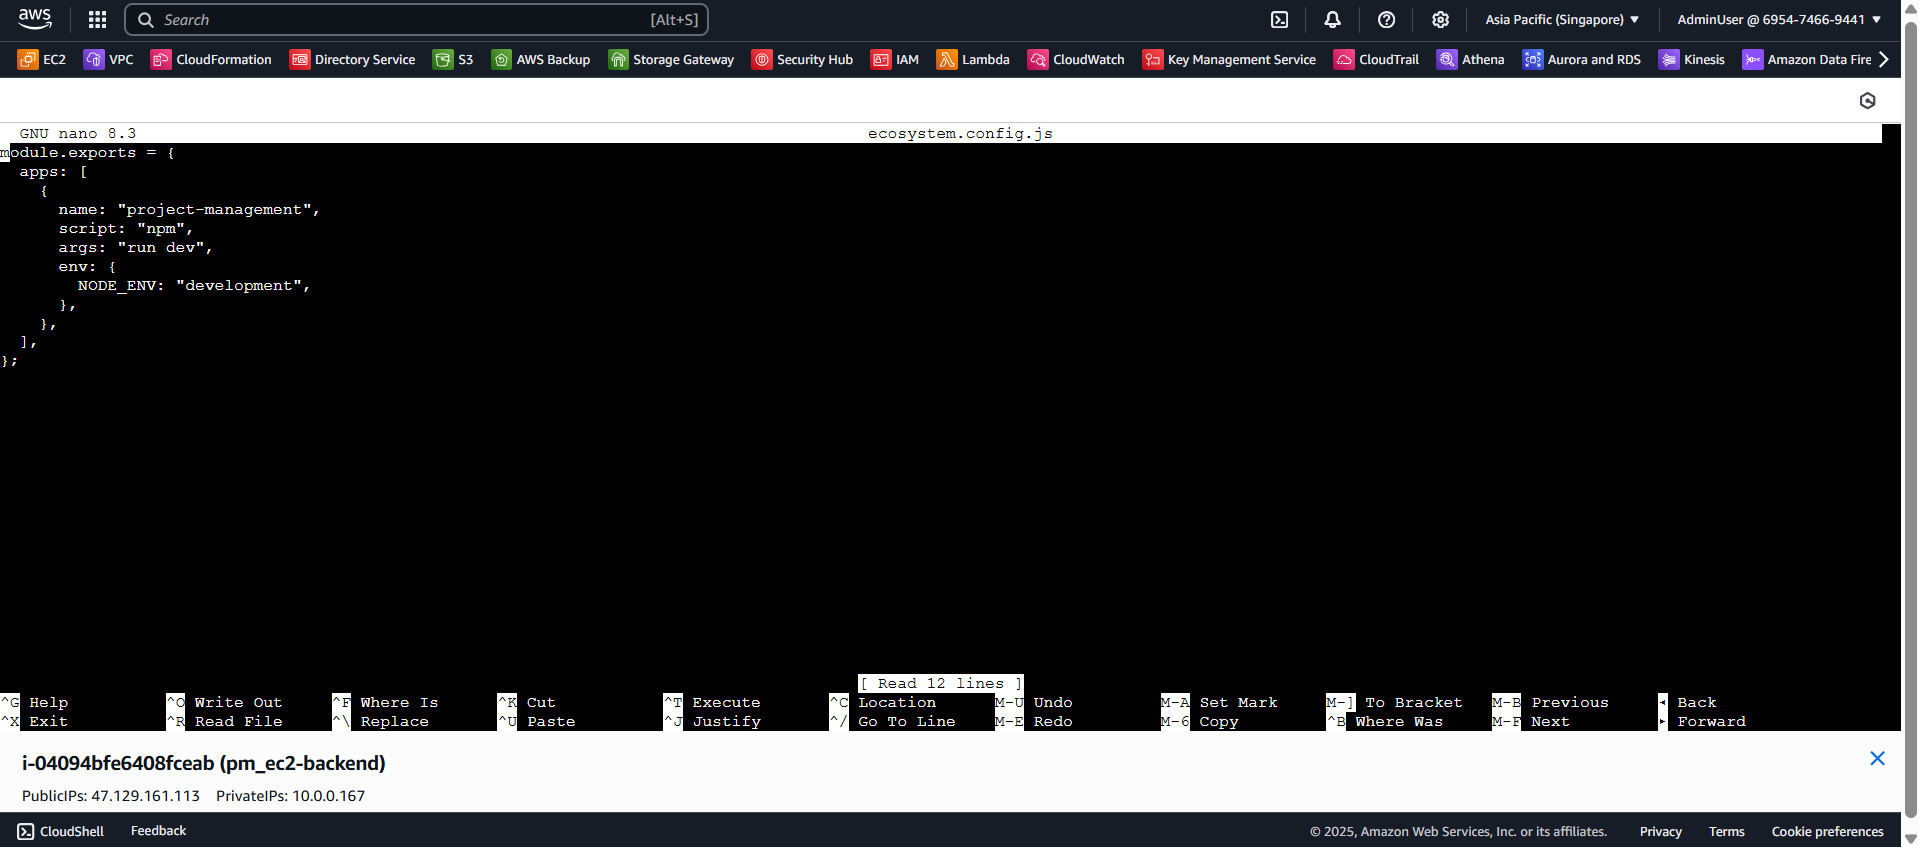 aws
Search [Alt+S]
Asia Pacific (Singapore) ▼
AdminUser @ 6954-7466-9441 ▼
EC2 VPC CloudFormation Directory Service S3 AWS Backup Storage Gateway Security Hub IAM Lambda CloudWatch Key Management Service CloudTrail Athena Aurora and RDS Kinesis Amazon Data Fire
GNU nano 8.3 ecosystem.config.js
module.exports = {
  apps: [
    {
      name: "project-management",
      script: "npm",
      args: "run dev",
      env: {
        NODE_ENV: "development",
      },
    },
  ],
};
[ Read 12 lines ]
^G Help ^O Write Out ^F Where Is ^K Cut ^T Execute ^C Location M-U Undo M-A Set Mark M-] To Bracket M-B Previous ◂ Back
^X Exit ^R Read File ^\ Replace ^U Paste ^J Justify ^/ Go To Line M-E Redo M-6 Copy ^B Where Was M-F Next ▸ Forward
i-04094bfe6408fceab (pm_ec2-backend)
PublicIPs: 47.129.161.113 PrivateIPs: 10.0.0.167
CloudShell Feedback © 2025, Amazon Web Services, Inc. or its affiliates. Privacy Terms Cookie preferences